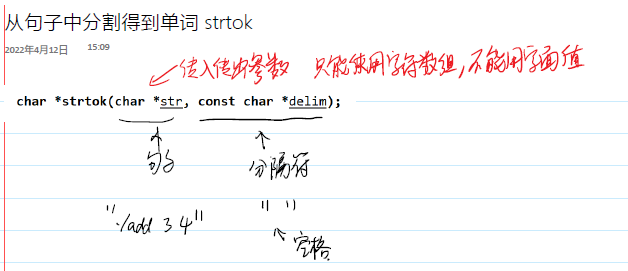 从句子中分割得到单词 strtok
2022年4月12日 15:09
传入传出参数 只能使用字符数组,不能用字面值
char *strtok(char *str, const char *delim);
句子 分隔符
"./add 3 4" " "
空格